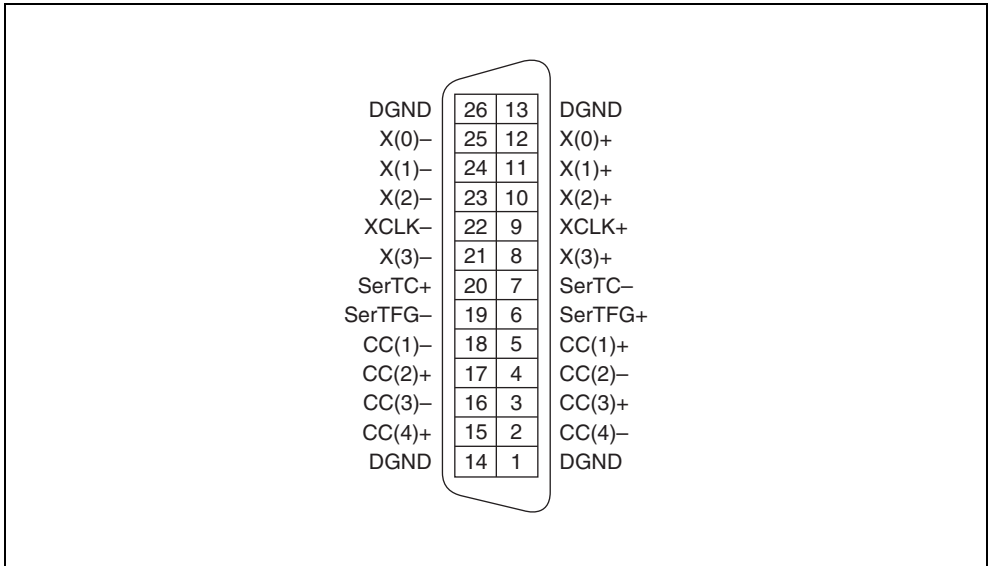 DGND 26 13 DGND
X(0)– 25 12 X(0)+
X(1)– 24 11 X(1)+
X(2)– 23 10 X(2)+
XCLK– 22 9 XCLK+
X(3)– 21 8 X(3)+
SerTC+ 20 7 SerTC–
SerTFG– 19 6 SerTFG+
CC(1)– 18 5 CC(1)+
CC(2)+ 17 4 CC(2)–
CC(3)– 16 3 CC(3)+
CC(4)+ 15 2 CC(4)–
DGND 14 1 DGND